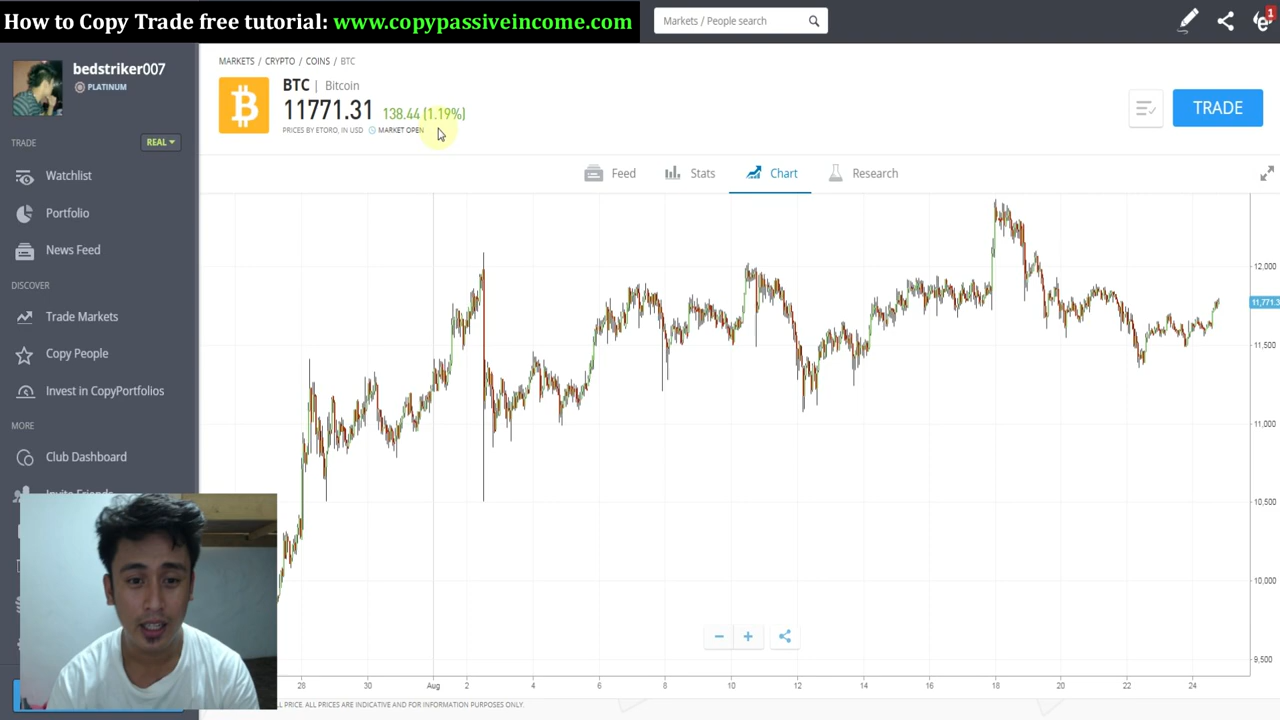 How to Copy Trade free tutorial: www.copypassiveincome.com
Markets / People search
1
bedstriker007
PLATINUM
TRADE
REAL
Watchlist
Portfolio
News Feed
DISCOVER
Trade Markets
Copy People
Invest in CopyPortfolios
MORE
Club Dashboard
Invite Friends
MARKETS / CRYPTO / COINS / BTC
BTC | Bitcoin
11771.31 138.44 (1.19%)
PRICES BY ETORO, IN USD MARKET OPEN
TRADE
Feed
Stats
Chart
Research
12,000
11,771.3
11,500
11,000
10,500
10,000
9,500
28 30 Aug 2 4 6 8 10 12 14 16 18 20 22 24
PRICE. ALL PRICES ARE INDICATIVE AND FOR INFORMATION PURPOSES ONLY.